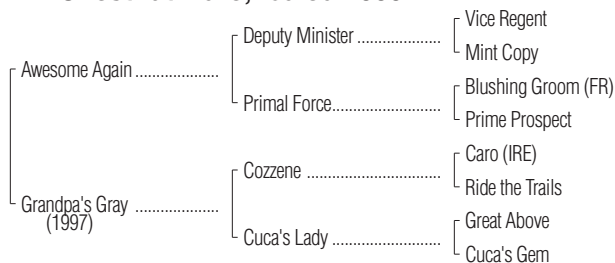 Vice Regent
Deputy Minister ........................
Mint Copy
Awesome Again ...................
Blushing Groom (FR)
Primal Force..............................
Prime Prospect
Caro (IRE)
Cozzene .....................................
Ride the Trails
Grandpa's Gray ...................
(1997)
Great Above
Cuca's Lady ..............................
Cuca's Gem